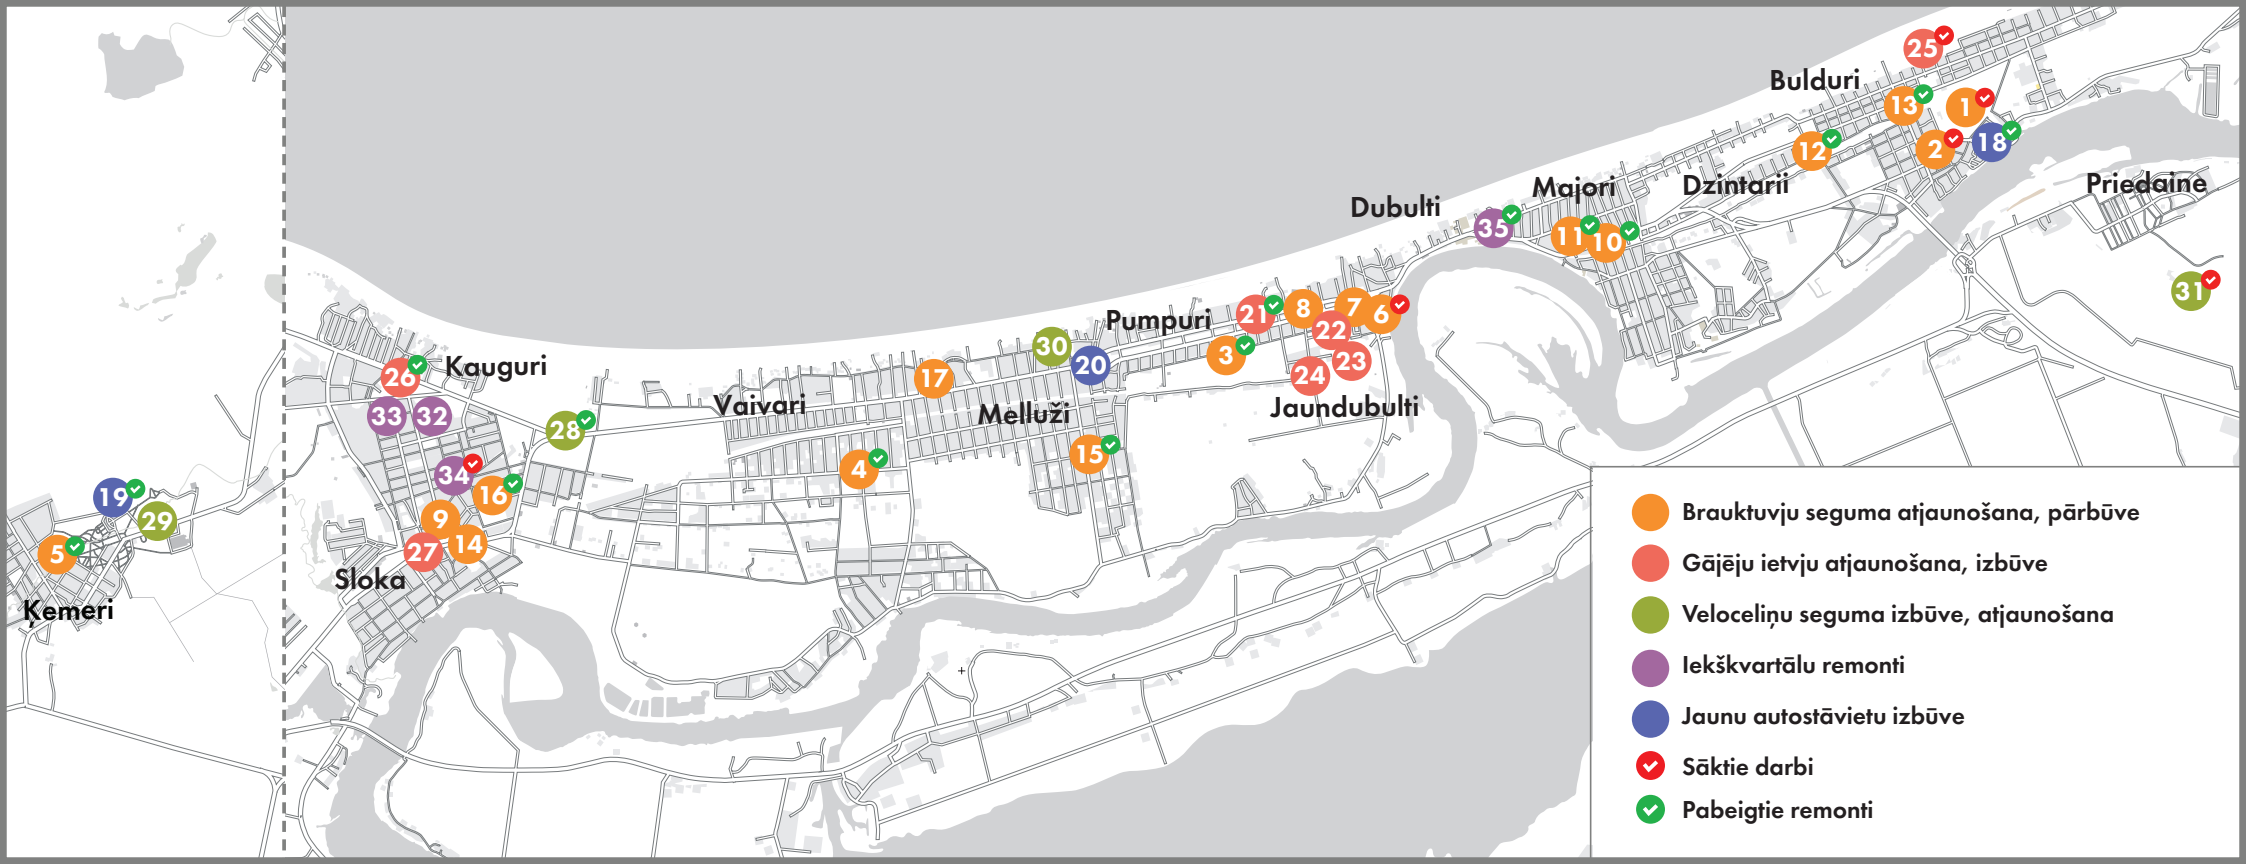 25
Bulduri
13
1
12
2
18
Majori
Dzintarii
Priedaine
Dubulti
35
11
10
31
Pumpuri
21
8
7
6
22
30
20
3
23
24
Kauguri
26
17
Vaivari
Melluži
Jaundubulti
33
32
28
15
34
4
16
19
29
9
5
27
14
Sloka
Ķemeri
Brauktuvju seguma atjaunošana, pārbūve
Gājēju ietvju atjaunošana, izbūve
Veloceliņu seguma izbūve, atjaunošana
Iekškvartālu remonti
Jaunu autostāvietu izbūve
Sāktie darbi
Pabeigtie remonti